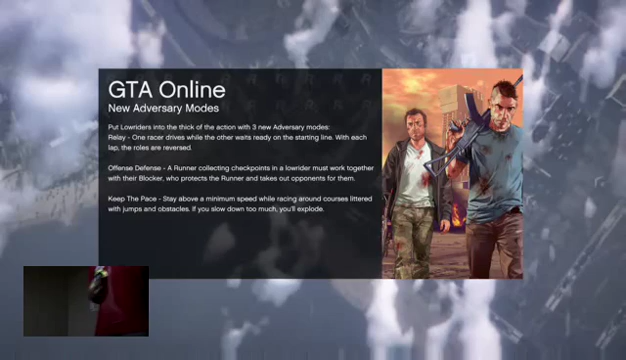 GTA Online
New Adversary Modes
Put Lowriders into the thick of the action with 3 new Adversary modes:
Relay - One racer drives while the other waits ready on the starting line. With each
lap, the roles are reversed.
Offense Defense - A Runner collecting checkpoints in a lowrider must work together
with their Blocker, who protects the Runner and takes out opponents for them.
Keep The Pace - Stay above a minimum speed while racing around courses littered
with jumps and obstacles. If you slow down too much, you'll explode.